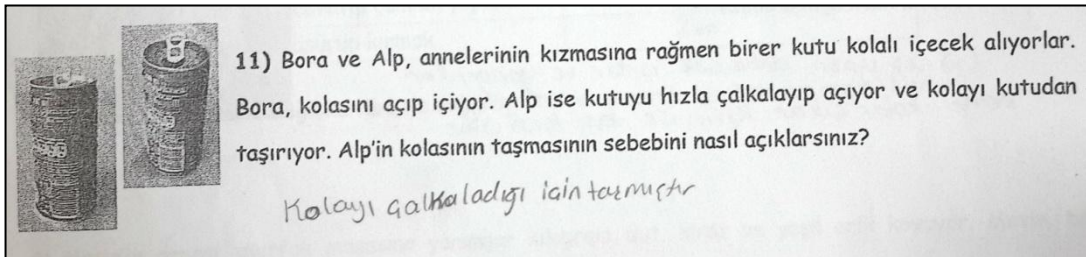 11) Bora ve Alp, annelerinin kızmasına rağmen birer kutu kolalı içecek alıyorlar.
Bora, kolasını açıp içiyor. Alp ise kutuyu hızla çalkalayıp açıyor ve kolayı kutudan
taşırıyor. Alp'in kolasının taşmasının sebebini nasıl açıklarsınız?
Kolayı çalkaladığı için taşmıştır